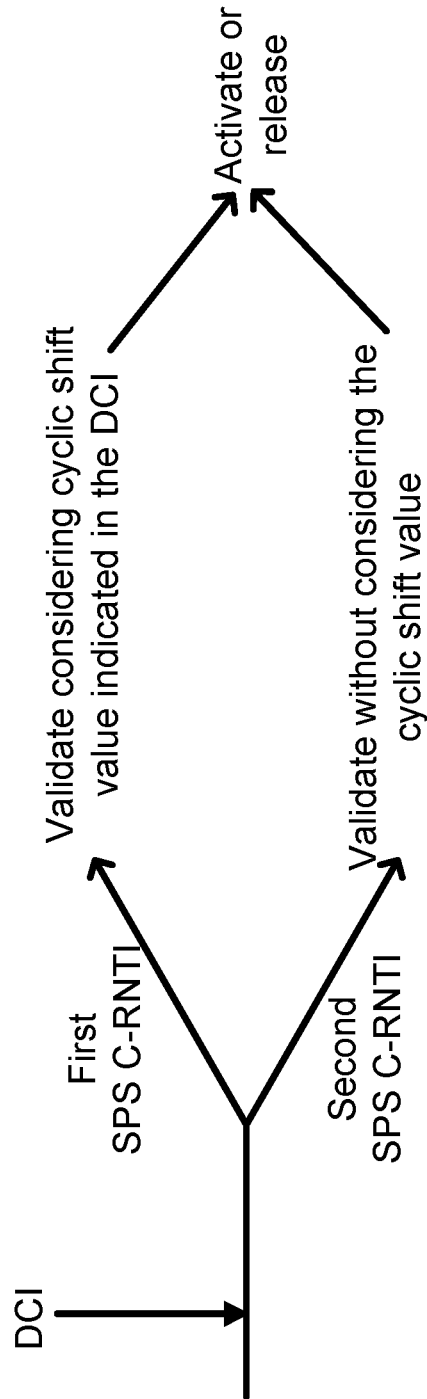 DCI
First
SPS C-RNTI
Second
SPS C-RNTI
Validate considering cyclic shift
value indicated in the DCI
Validate without considering the
cyclic shift value
Activate or
release